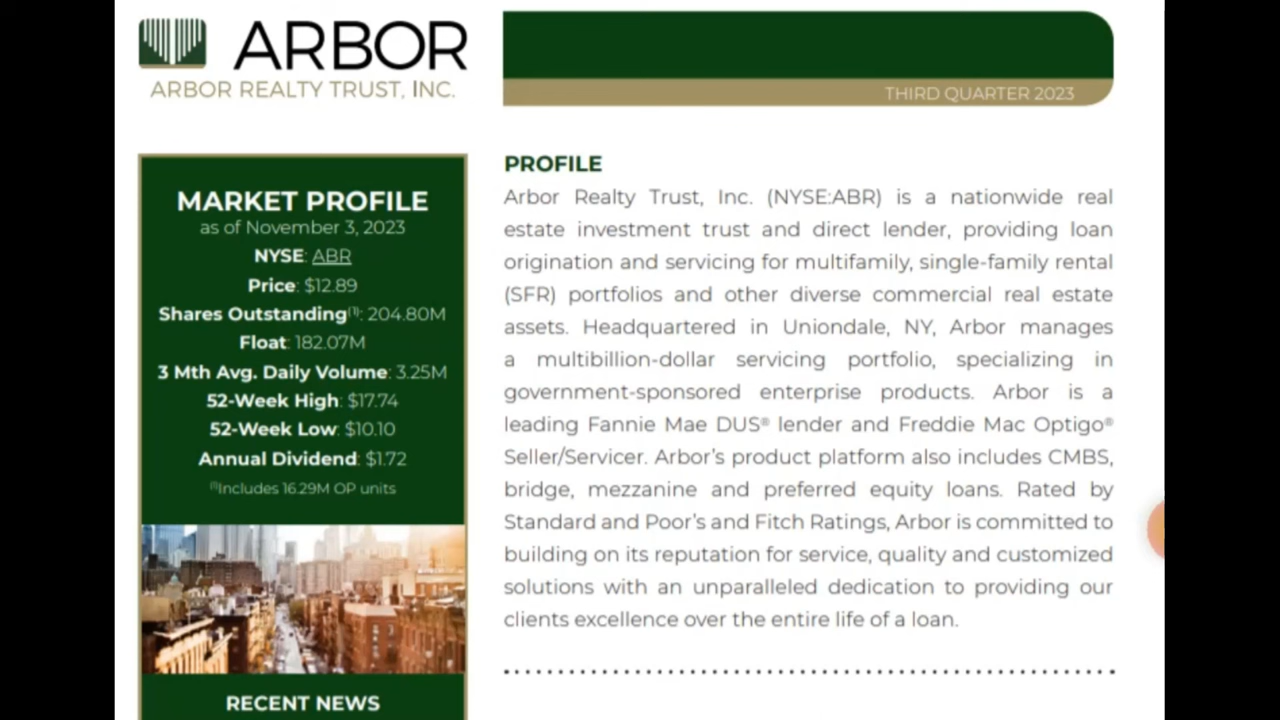 ARBOR
ARBOR REALTY TRUST, INC.
THIRD QUARTER 2023
MARKET PROFILE
as of November 3, 2023
NYSE: ABR
Price: $12.89
Shares Outstanding(1): 204.80M
Float: 182.07M
3 Mth Avg. Daily Volume: 3.25M
52-Week High: $17.74
52-Week Low: $10.10
Annual Dividend: $1.72
(1)Includes 16.29M OP units
RECENT NEWS
PROFILE
Arbor Realty Trust, Inc. (NYSE:ABR) is a nationwide real
estate investment trust and direct lender, providing loan
origination and servicing for multifamily, single-family rental
(SFR) portfolios and other diverse commercial real estate
assets. Headquartered in Uniondale, NY, Arbor manages
a multibillion-dollar servicing portfolio, specializing in
government-sponsored enterprise products. Arbor is a
leading Fannie Mae DUS® lender and Freddie Mac Optigo®
Seller/Servicer. Arbor's product platform also includes CMBS,
bridge, mezzanine and preferred equity loans. Rated by
Standard and Poor's and Fitch Ratings, Arbor is committed to
building on its reputation for service, quality and customized
solutions with an unparalleled dedication to providing our
clients excellence over the entire life of a loan.